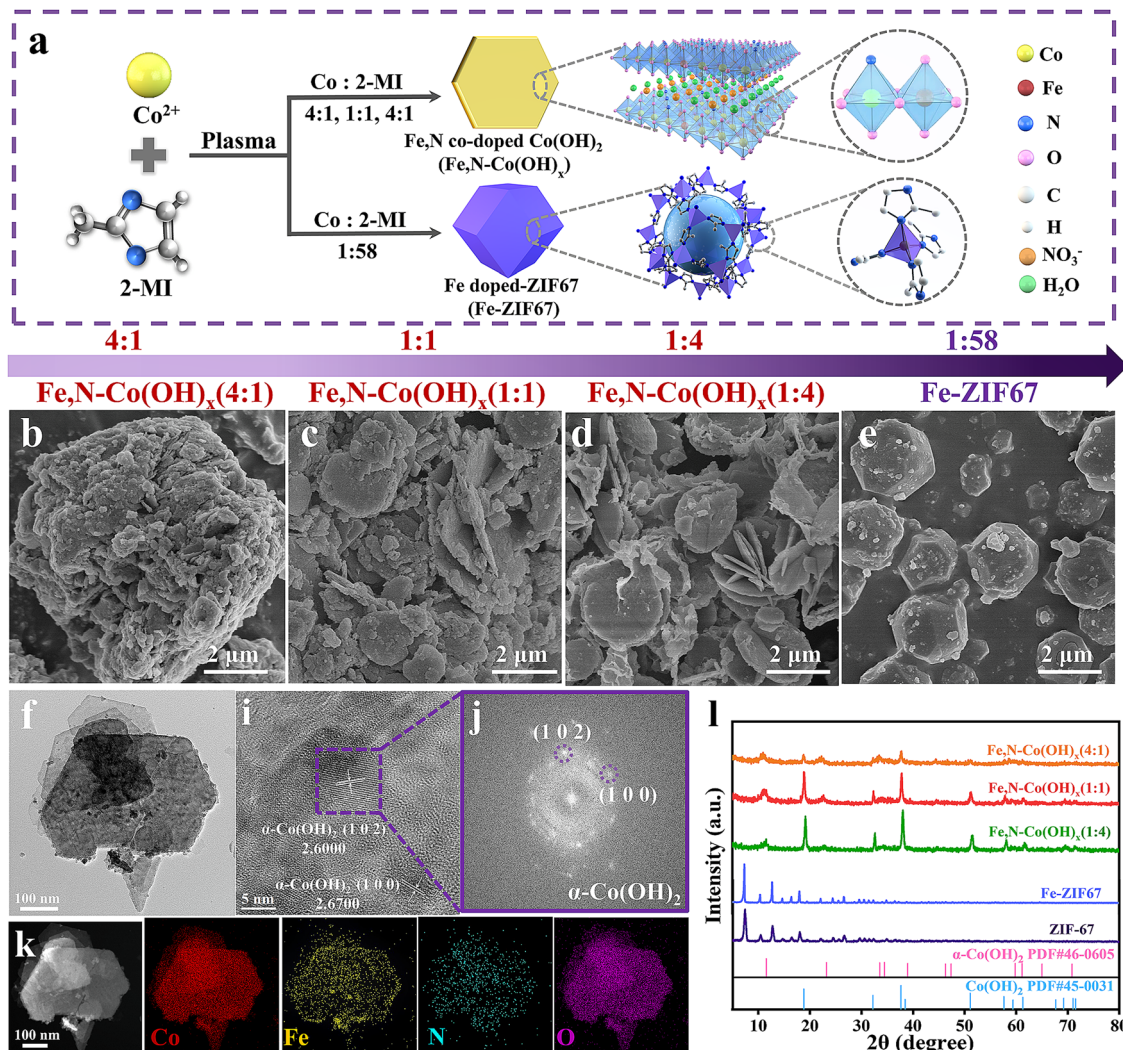 a
Co²⁺
2-MI
Plasma
Co : 2-MI
4:1, 1:1, 4:1
Fe,N co-doped Co(OH)₂
(Fe,N-Co(OH)ₓ)
Co : 2-MI
1:58
Fe doped-ZIF67
(Fe-ZIF67)
Co
Fe
N
O
C
H
NO₃⁻
H₂O
4:1
1:1
1:4
1:58
Fe,N-Co(OH)ₓ(4:1)
Fe,N-Co(OH)ₓ(1:1)
Fe,N-Co(OH)ₓ(1:4)
Fe-ZIF67
b
2 μm
c
2 μm
d
2 μm
e
2 μm
f
100 nm
i
α-Co(OH)₂ (1 0 2)
2.6000
α-Co(OH)₂ (1 0 0)
2.6700
5 nm
j
(1 0 2)
(1 0 0)
α-Co(OH)₂
k
100 nm
Co
Fe
N
O
l
Intensity (a.u.)
Fe,N-Co(OH)ₓ(4:1)
Fe,N-Co(OH)ₓ(1:1)
Fe,N-Co(OH)ₓ(1:4)
Fe-ZIF67
ZIF-67
α-Co(OH)₂ PDF#46-0605
Co(OH)₂ PDF#45-0031
10 20 30 40 50 60 70 80
2θ (degree)